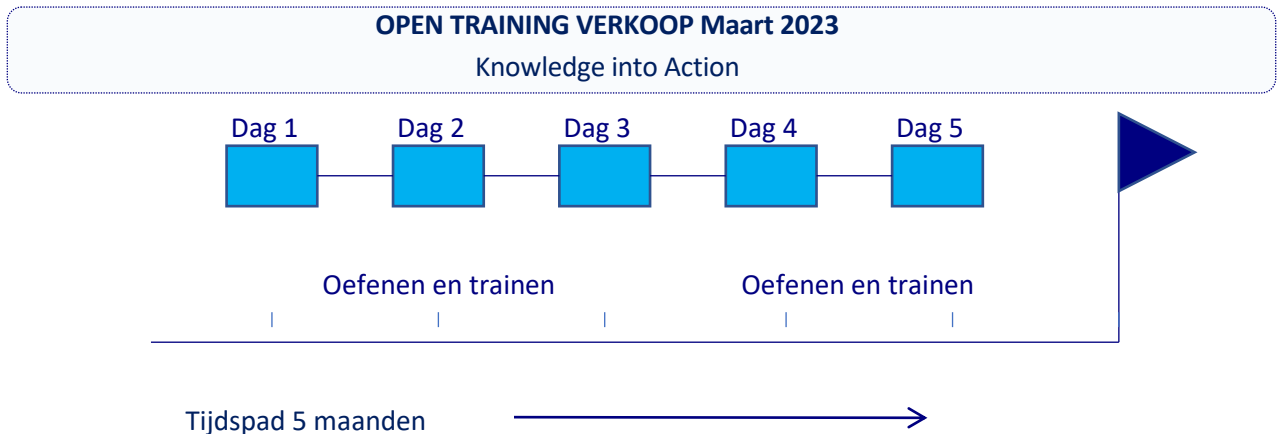 OPEN TRAINING VERKOOP Maart 2023
Knowledge into Action
Dag 1 Dag 2 Dag 3 Dag 4 Dag 5
Oefenen en trainen Oefenen en trainen
Tijdspad 5 maanden